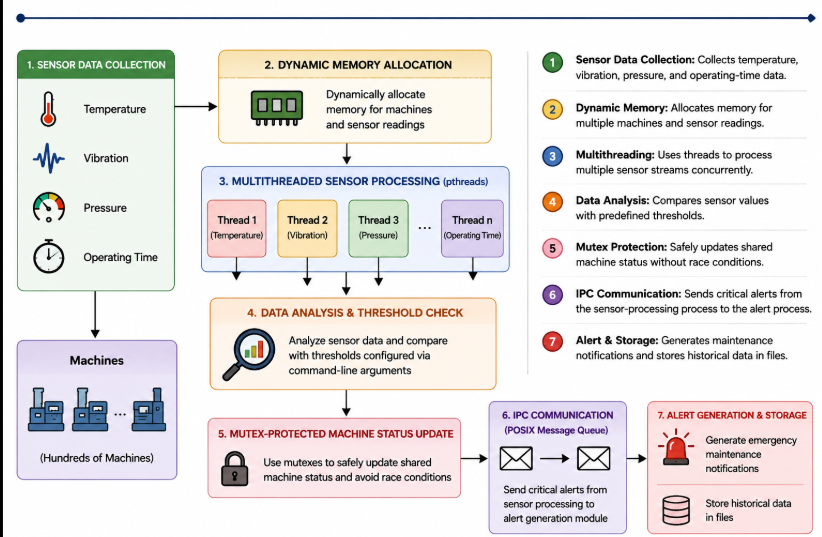 1. SENSOR DATA COLLECTION
Temperature
Vibration
Pressure
Operating Time
Machines
...
(Hundreds of Machines)
2. DYNAMIC MEMORY ALLOCATION
Dynamically allocate
memory for machines
and sensor readings
3. MULTITHREADED SENSOR PROCESSING (pthreads)
Thread 1
(Temperature)
Thread 2
(Vibration)
Thread 3
(Pressure)
...
Thread n
(Operating Time)
4. DATA ANALYSIS & THRESHOLD CHECK
Analyze sensor data and compare
with thresholds configured via
command-line arguments
5. MUTEX-PROTECTED MACHINE STATUS UPDATE
Use mutexes to safely update shared
machine status and avoid race conditions
6. IPC COMMUNICATION
(POSIX Message Queue)
Send critical alerts from
sensor processing to
alert generation module
7. ALERT GENERATION & STORAGE
Generate emergency
maintenance
notifications
Store historical data
in files
1 Sensor Data Collection: Collects temperature,
vibration, pressure, and operating-time data.
2 Dynamic Memory: Allocates memory for
multiple machines and sensor readings.
3 Multithreading: Uses threads to process
multiple sensor streams concurrently.
4 Data Analysis: Compares sensor values
with predefined thresholds.
5 Mutex Protection: Safely updates shared
machine status without race conditions.
6 IPC Communication: Sends critical alerts from
the sensor-processing process to the alert process.
7 Alert & Storage: Generates maintenance
notifications and stores historical data in files.